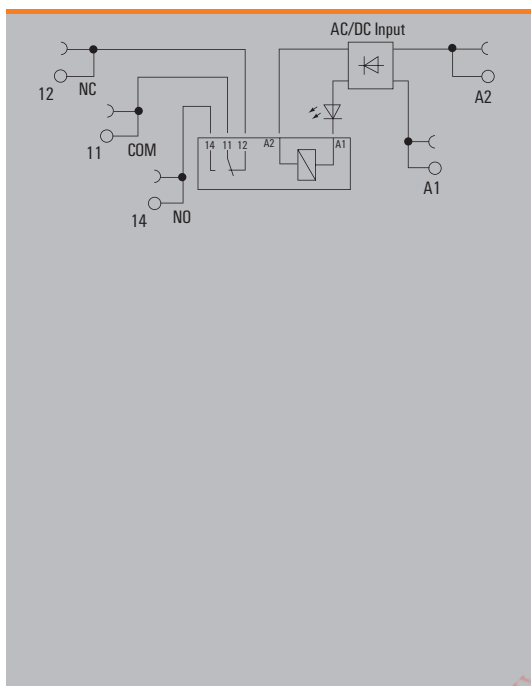 AC/DC Input
12 NC
A2
11 COM
14 11 12 A2 A1
A1
14 NO